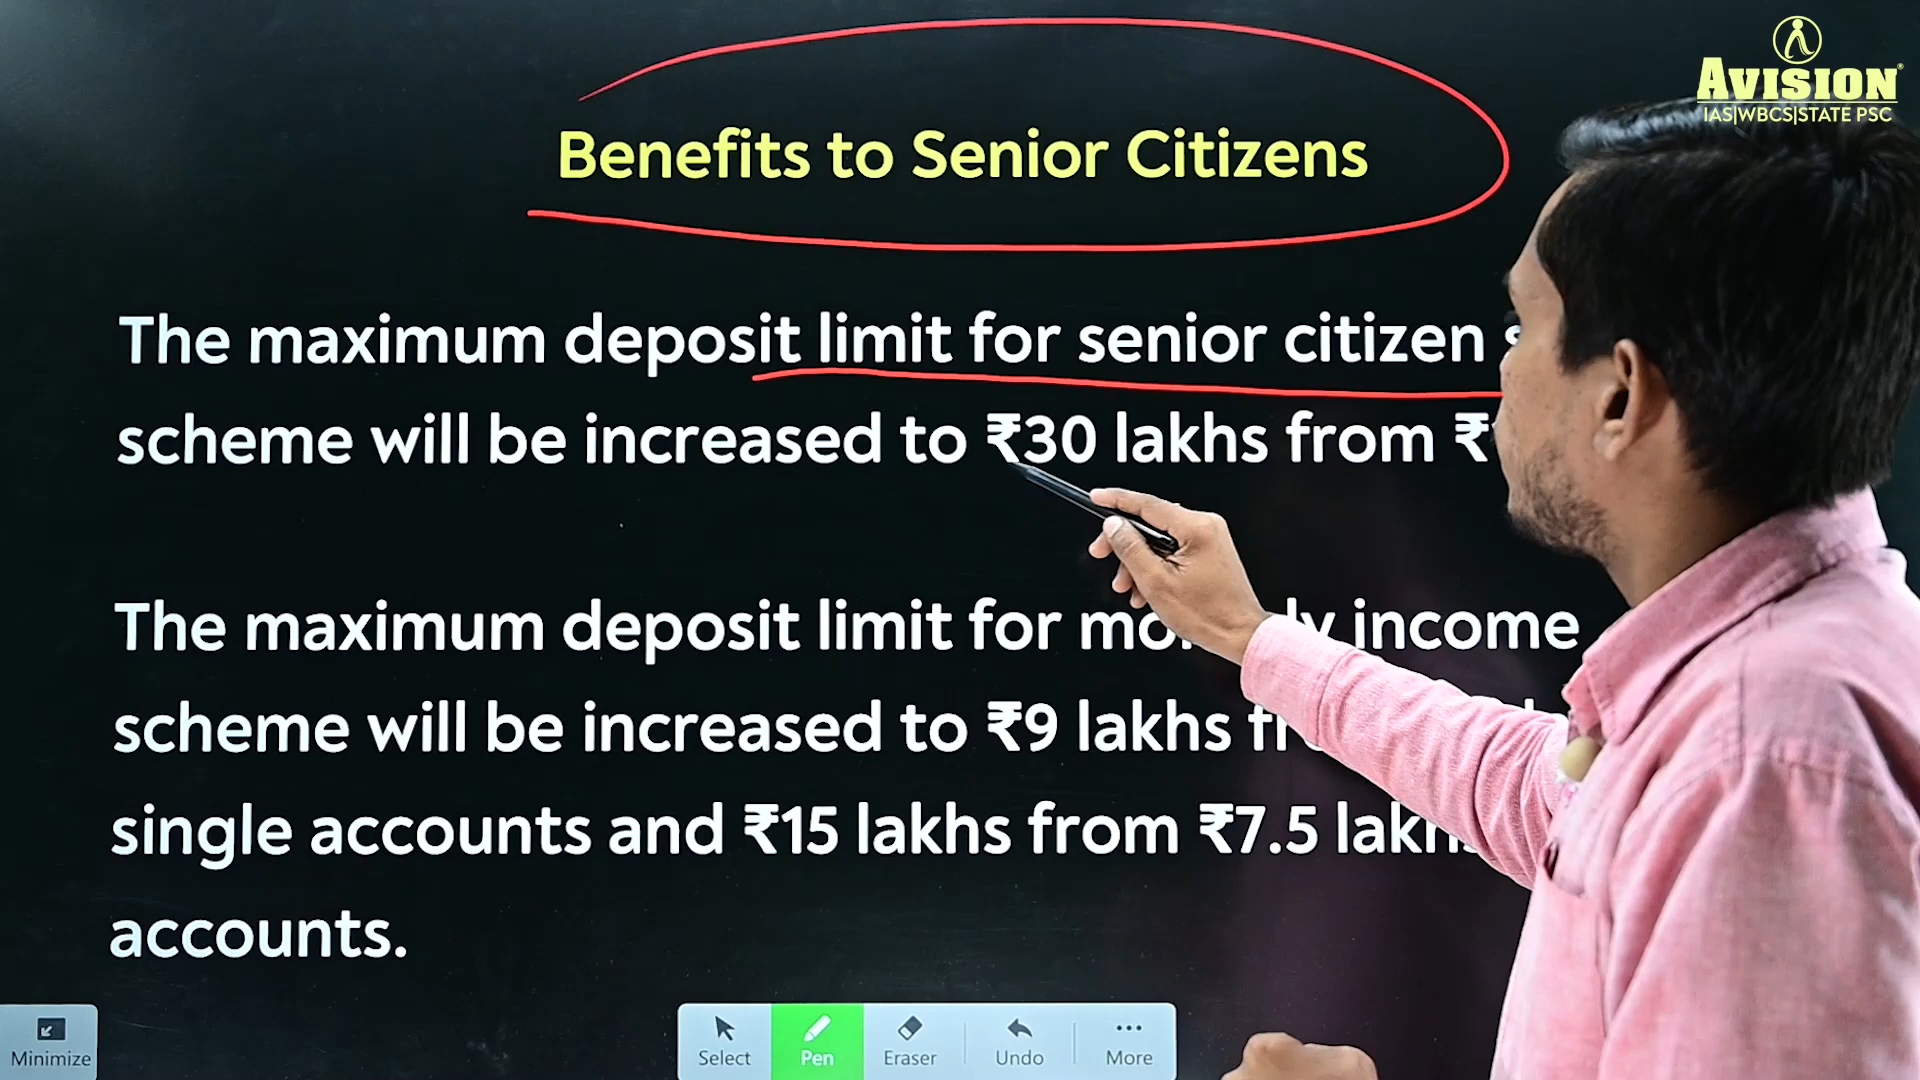 AVISION
IAS|WBCS|STATE PSC
Benefits to Senior Citizens
The maximum deposit limit for senior citizen
scheme will be increased to ₹30 lakhs from ₹
The maximum deposit limit for income
scheme will be increased to ₹9 lakhs
single accounts and ₹15 lakhs from ₹7.5
accounts.
Minimize
Select
Pen
Eraser
Undo
More